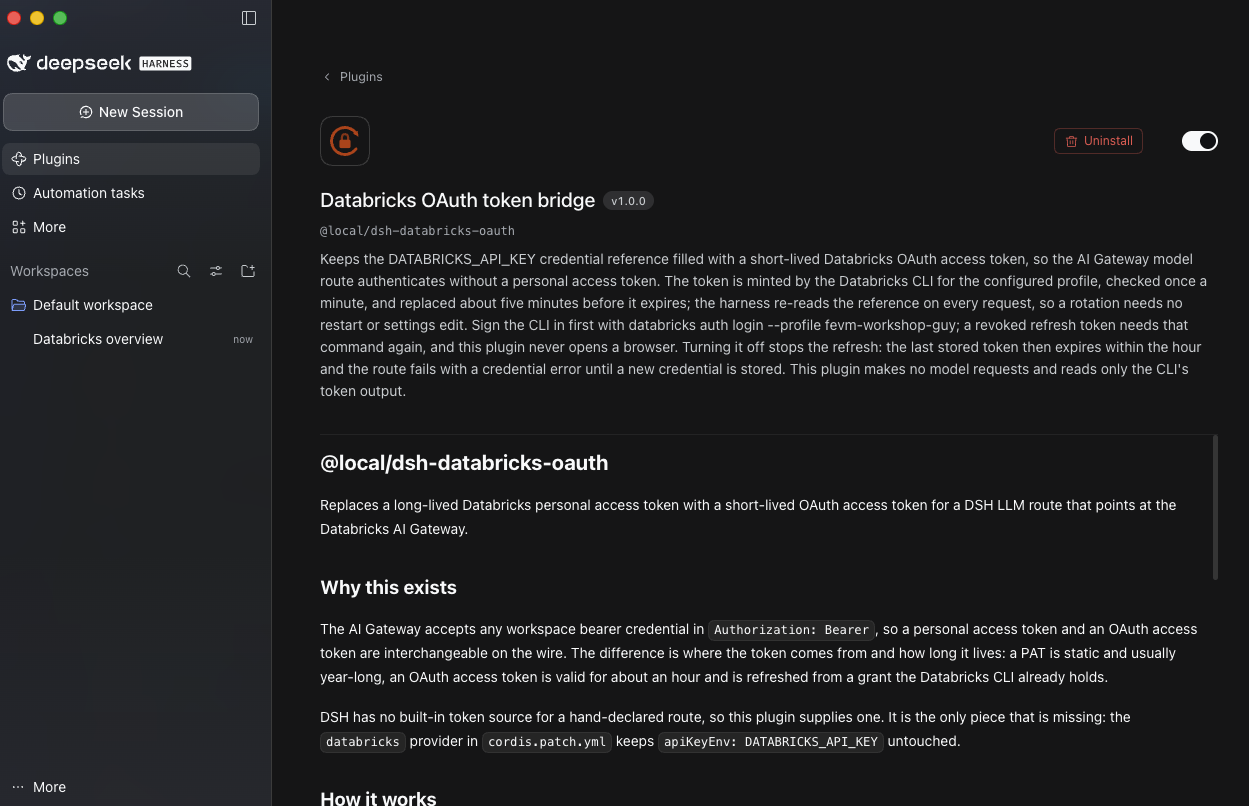 deepseek HARNESS
New Session
Plugins
Automation tasks
More
Workspaces
Default workspace
Databricks overview now
More
Plugins
Uninstall
Databricks OAuth token bridge v1.0.0
@local/dsh-databricks-oauth
Keeps the DATABRICKS_API_KEY credential reference filled with a short-lived Databricks OAuth access token, so the AI Gateway model
route authenticates without a personal access token. The token is minted by the Databricks CLI for the configured profile, checked once a
minute, and replaced about five minutes before it expires; the harness re-reads the reference on every request, so a rotation needs no
restart or settings edit. Sign the CLI in first with databricks auth login --profile fevm-workshop-guy; a revoked refresh token needs that
command again, and this plugin never opens a browser. Turning it off stops the refresh: the last stored token then expires within the hour
and the route fails with a credential error until a new credential is stored. This plugin makes no model requests and reads only the CLI's
token output.
@local/dsh-databricks-oauth
Replaces a long-lived Databricks personal access token with a short-lived OAuth access token for a DSH LLM route that points at the
Databricks AI Gateway.
Why this exists
The AI Gateway accepts any workspace bearer credential in Authorization: Bearer, so a personal access token and an OAuth access
token are interchangeable on the wire. The difference is where the token comes from and how long it lives: a PAT is static and usually
year-long, an OAuth access token is valid for about an hour and is refreshed from a grant the Databricks CLI already holds.
DSH has no built-in token source for a hand-declared route, so this plugin supplies one. It is the only piece that is missing: the
databricks provider in cordis.patch.yml keeps apiKeyEnv: DATABRICKS_API_KEY untouched.
How it works